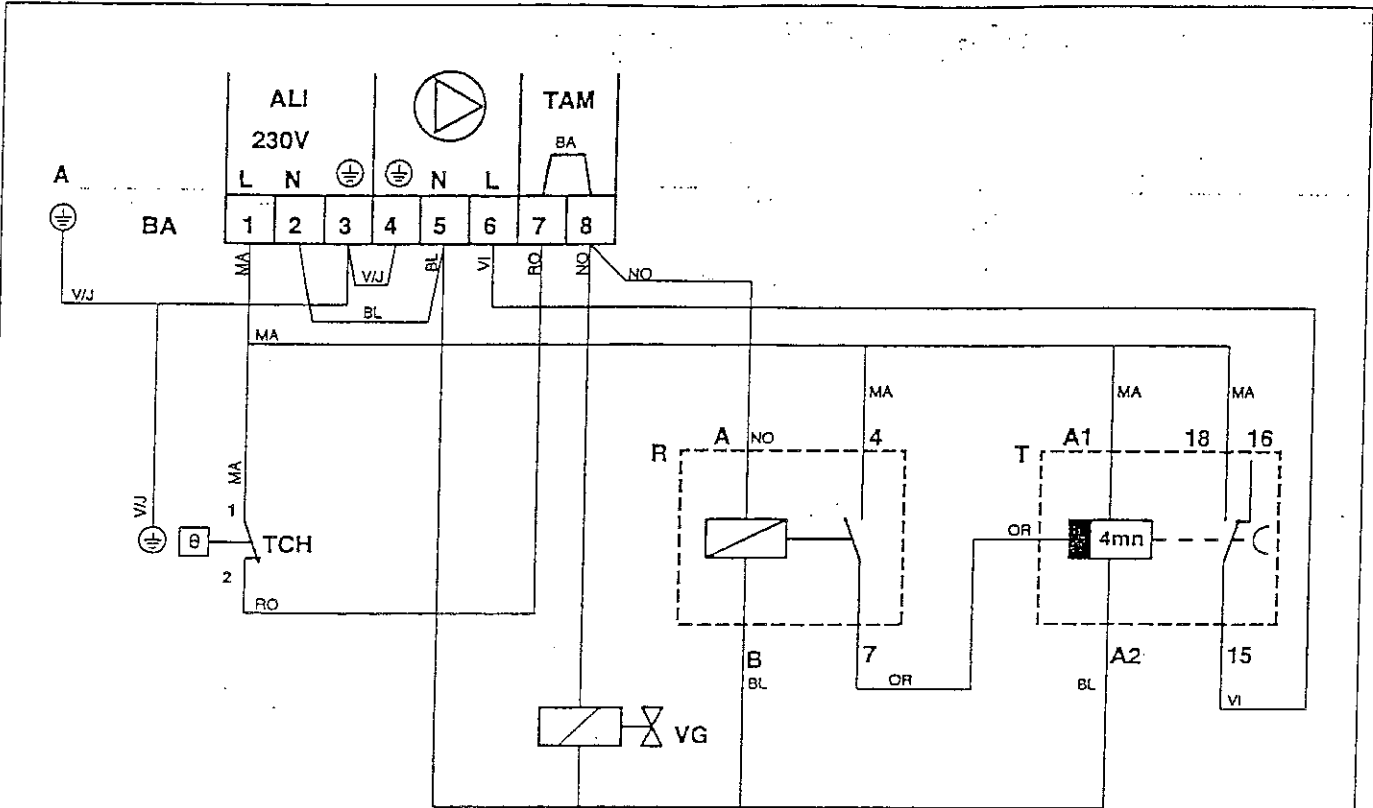 ALI
TAM
230V
BA
A
L N N L
BA 1 2 3 4 5 6 7 8
MA BL VI RO NO
V/J
NO
V/J
BL
MA
MA MA MA
A NO 4 A1 18 16
R T
MA
V/J
1
θ TCH
OR 4mn
2
RO
B 7 A2 15
BL OR BL VI
VG